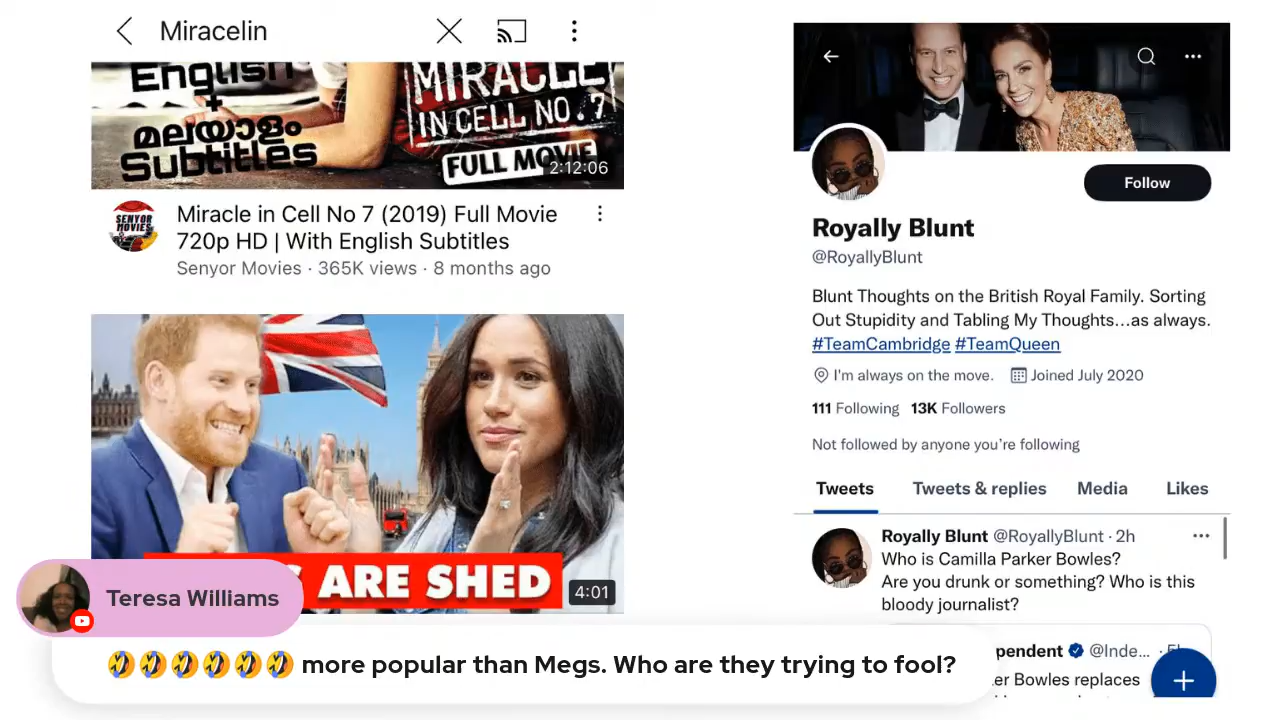 Miracelin
English
+
മലയാളം
Subtitles
MIRACLE
IN CELL NO.7
FULL MOVIE
2:12:06
SENYOR
MOVIES
Miracle in Cell No 7 (2019) Full Movie
720p HD | With English Subtitles
Senyor Movies · 365K views · 8 months ago
ARE SHED
4:01
Teresa Williams
🤣🤣🤣🤣🤣🤣 more popular than Megs. Who are they trying to fool?
Follow
Royally Blunt
@RoyallyBlunt
Blunt Thoughts on the British Royal Family. Sorting
Out Stupidity and Tabling My Thoughts...as always.
#TeamCambridge #TeamQueen
I'm always on the move. Joined July 2020
111 Following 13K Followers
Not followed by anyone you're following
Tweets Tweets & replies Media Likes
Royally Blunt @RoyallyBlunt · 2h
Who is Camilla Parker Bowles?
Are you drunk or something? Who is this
bloody journalist?
pendent @Inde...
er Bowles replaces